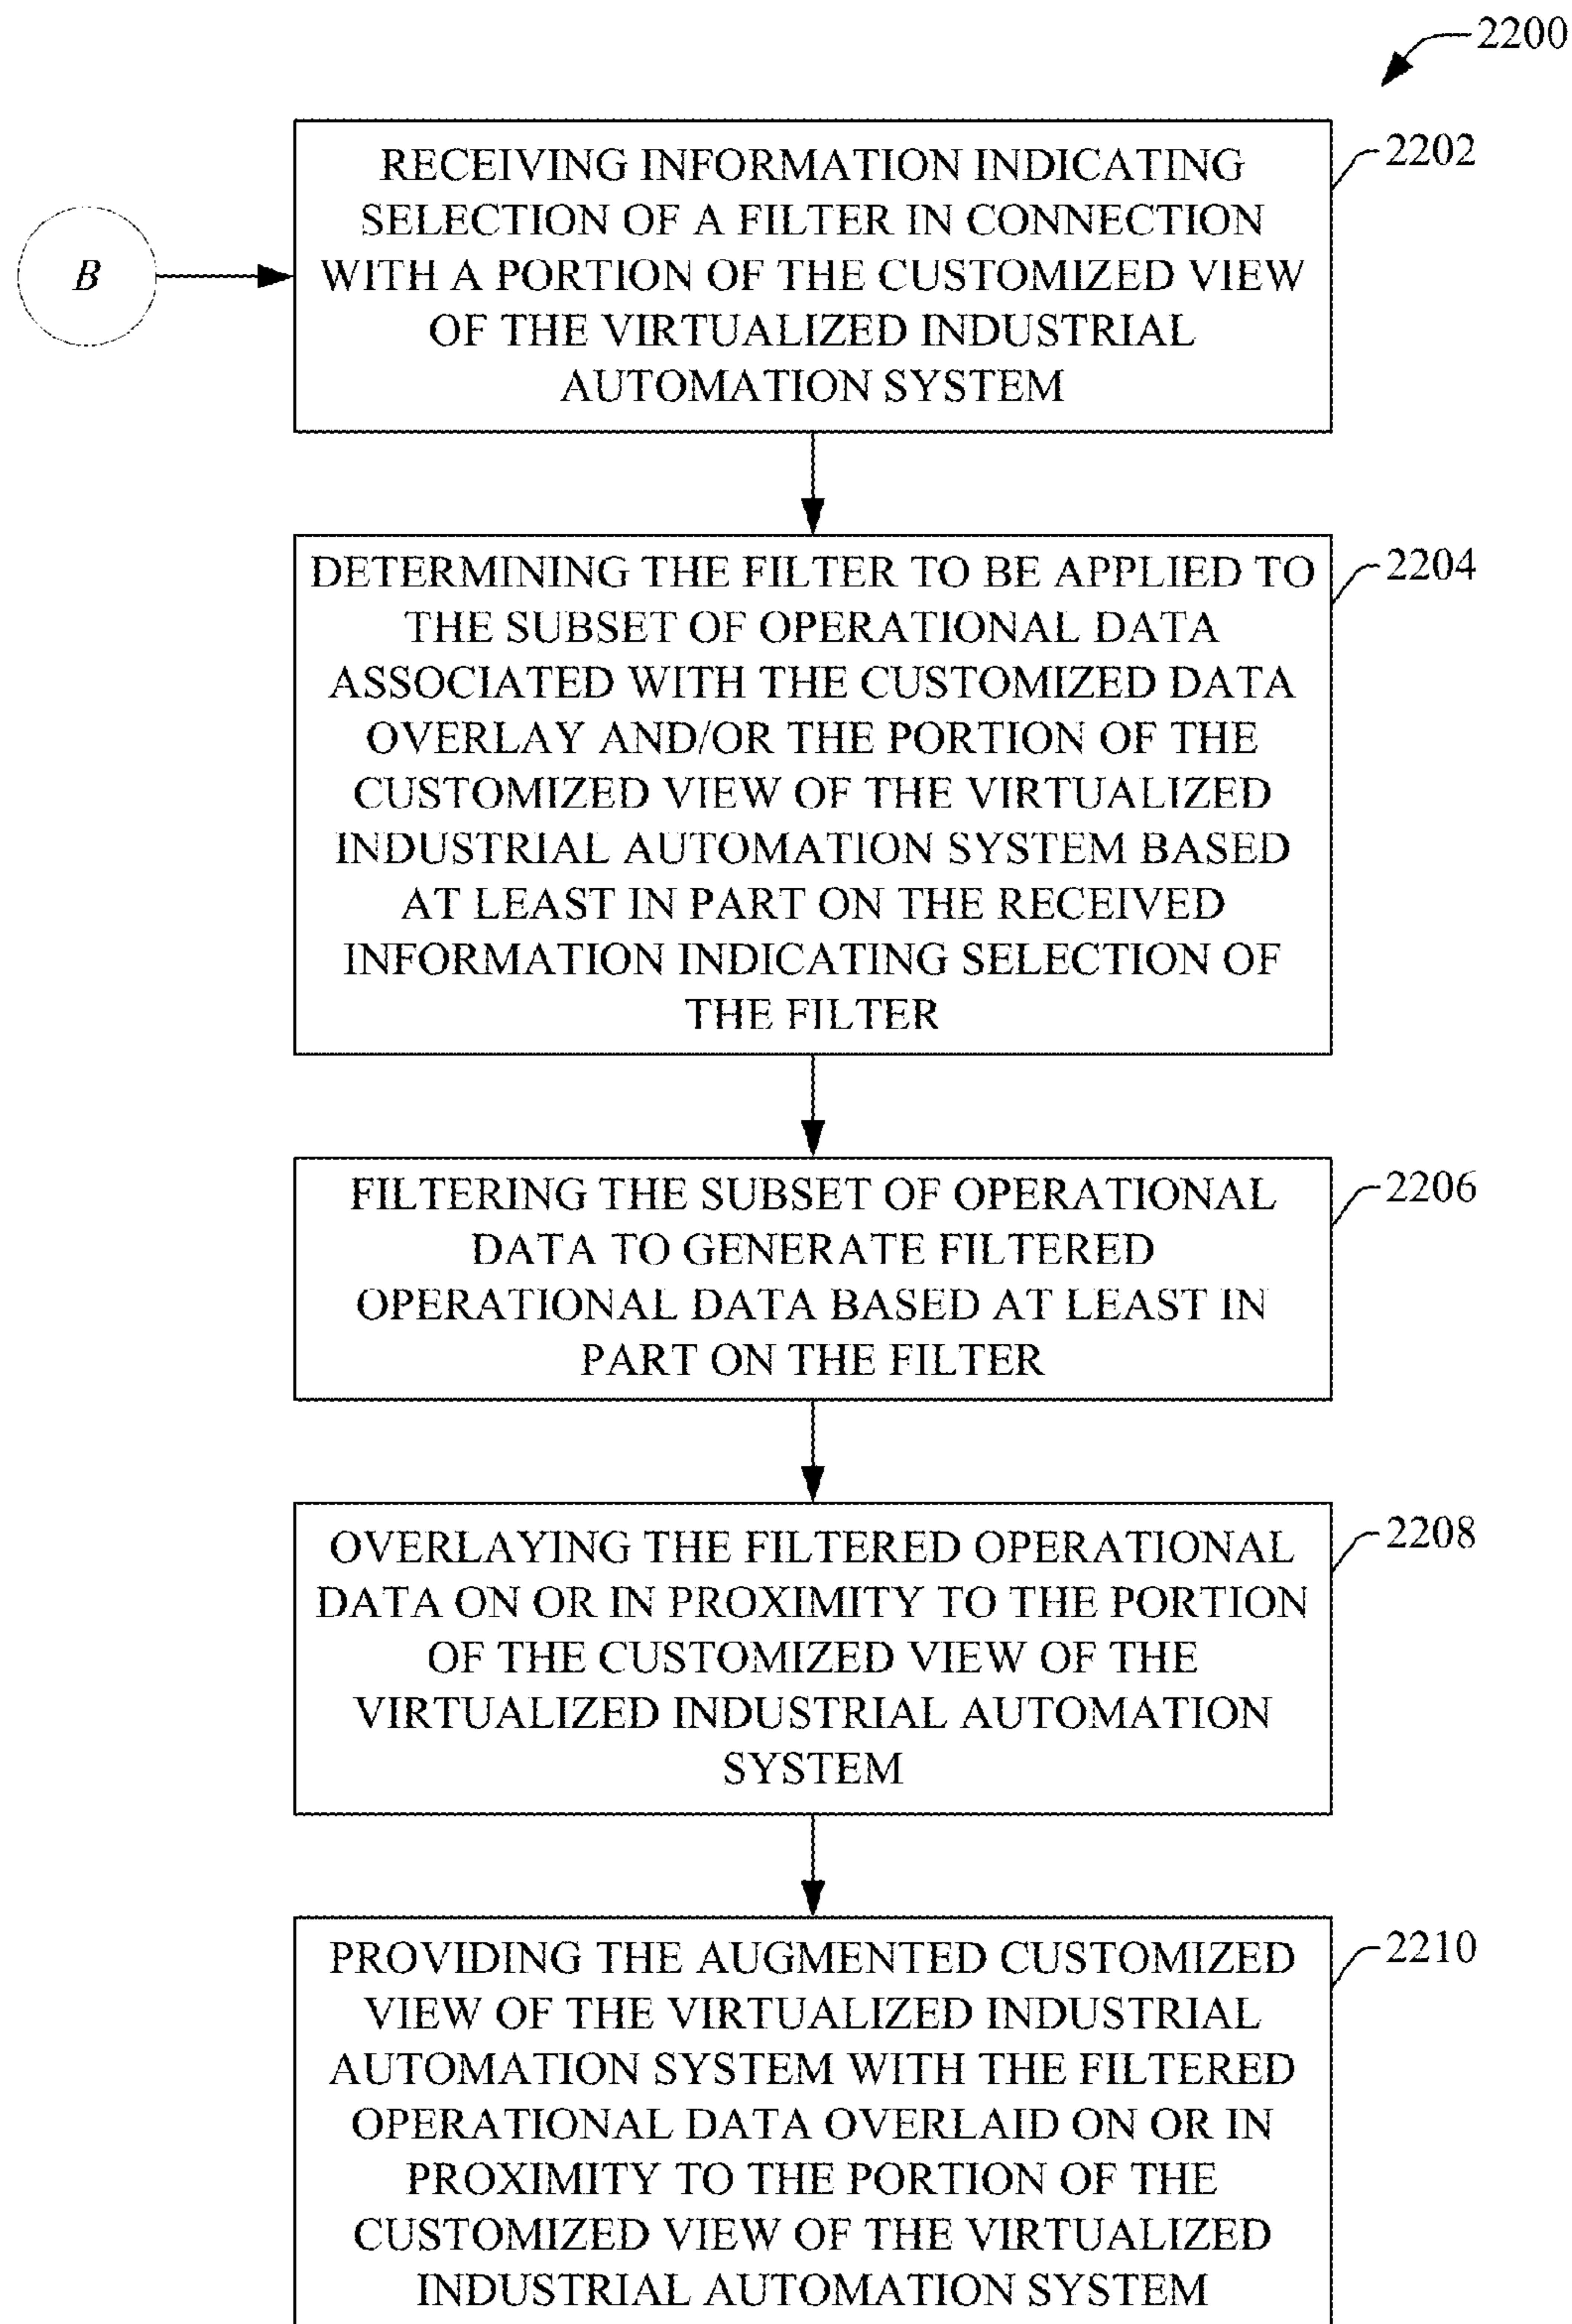 2200
RECEIVING INFORMATION INDICATING
SELECTION OF A FILTER IN CONNECTION
WITH A PORTION OF THE CUSTOMIZED VIEW
OF THE VIRTUALIZED INDUSTRIAL
AUTOMATION SYSTEM
2202
B
DETERMINING THE FILTER TO BE APPLIED TO
THE SUBSET OF OPERATIONAL DATA
ASSOCIATED WITH THE CUSTOMIZED DATA
OVERLAY AND/OR THE PORTION OF THE
CUSTOMIZED VIEW OF THE VIRTUALIZED
INDUSTRIAL AUTOMATION SYSTEM BASED
AT LEAST IN PART ON THE RECEIVED
INFORMATION INDICATING SELECTION OF
THE FILTER
2204
FILTERING THE SUBSET OF OPERATIONAL
DATA TO GENERATE FILTERED
OPERATIONAL DATA BASED AT LEAST IN
PART ON THE FILTER
2206
OVERLAYING THE FILTERED OPERATIONAL
DATA ON OR IN PROXIMITY TO THE PORTION
OF THE CUSTOMIZED VIEW OF THE
VIRTUALIZED INDUSTRIAL AUTOMATION
SYSTEM
2208
PROVIDING THE AUGMENTED CUSTOMIZED
VIEW OF THE VIRTUALIZED INDUSTRIAL
AUTOMATION SYSTEM WITH THE FILTERED
OPERATIONAL DATA OVERLAID ON OR IN
PROXIMITY TO THE PORTION OF THE
CUSTOMIZED VIEW OF THE VIRTUALIZED
INDUSTRIAL AUTOMATION SYSTEM
2210